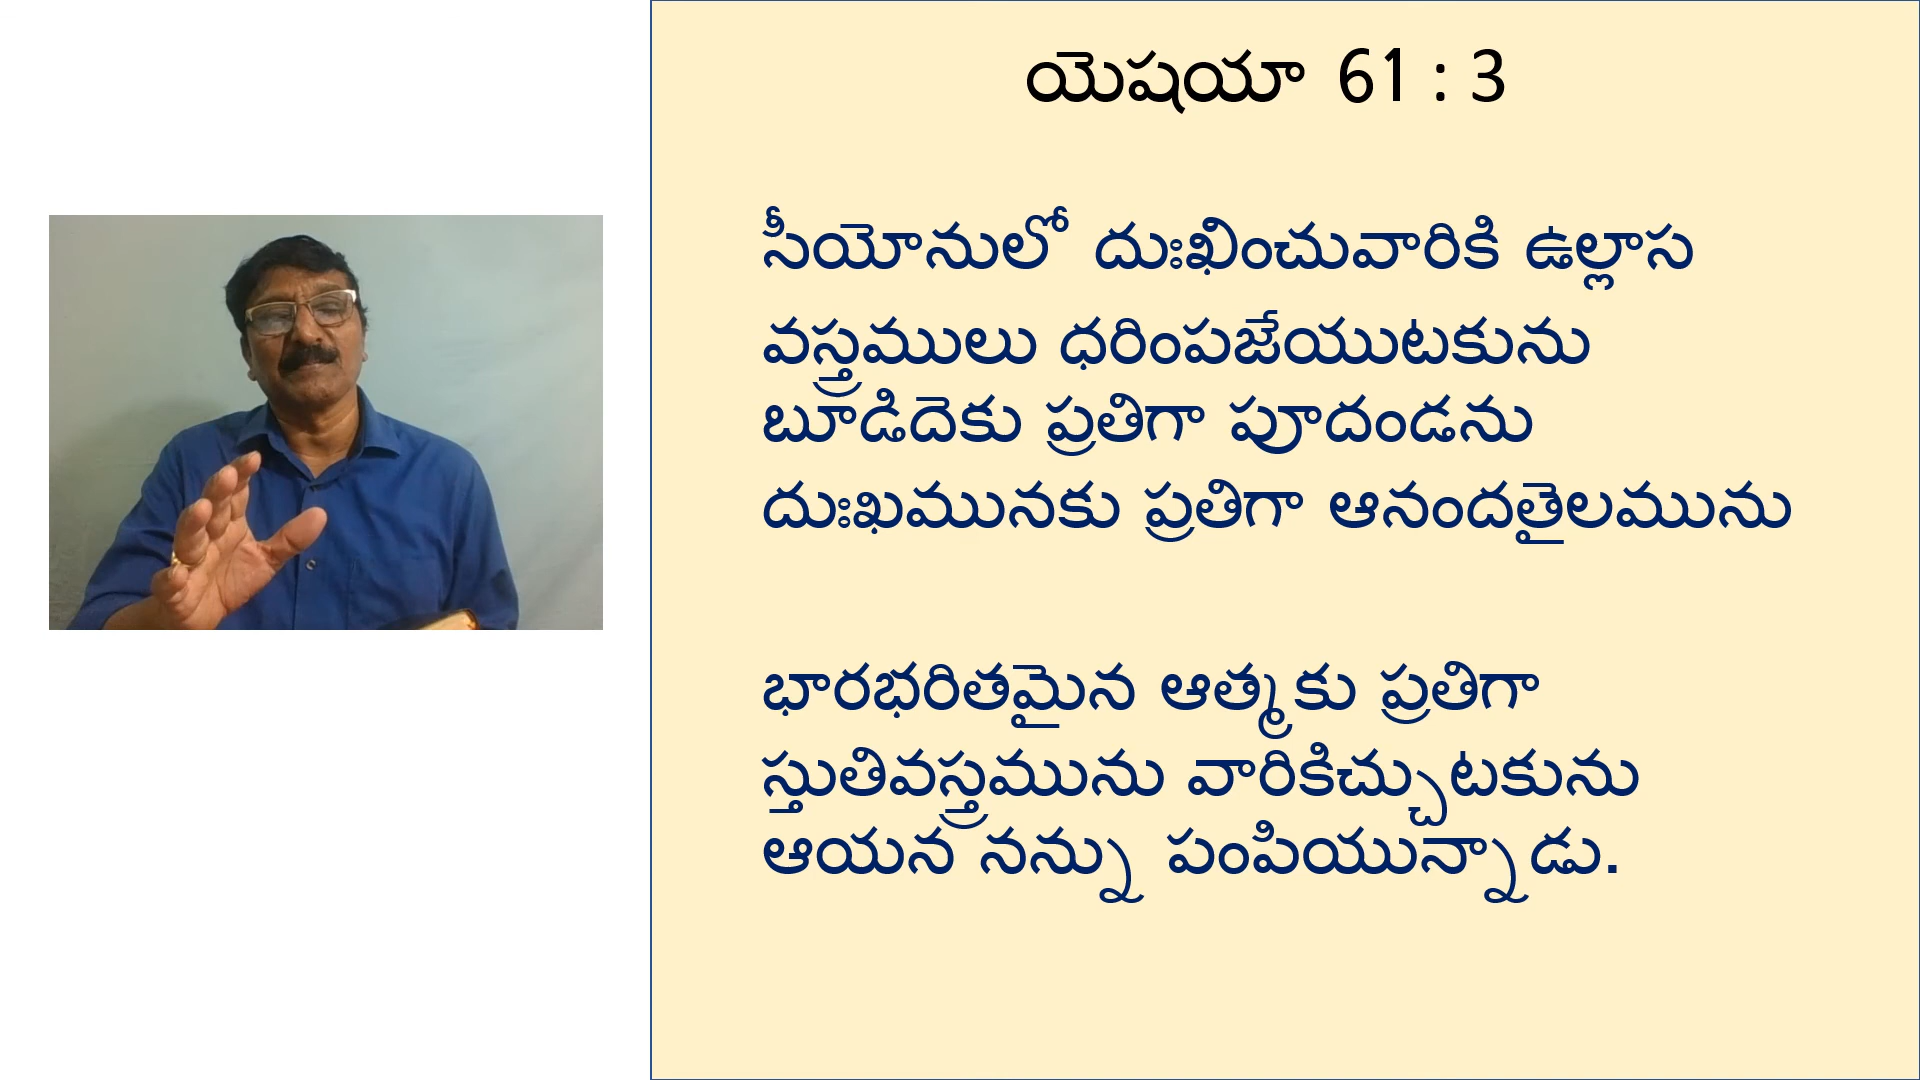 యెషయా 61 : 3
సీయోనులో దుఃఖించువారికి ఉల్లాస
వస్త్రములు ధరింపజేయుటకును
బూడిదెకు ప్రతిగా పూదండను
దుఃఖమునకు ప్రతిగా ఆనందతైలమును
భారభరితమైన ఆత్మకు ప్రతిగా
స్తుతివస్త్రమును వారికిచ్చుటకును
ఆయన నన్ను పంపియున్నాడు.